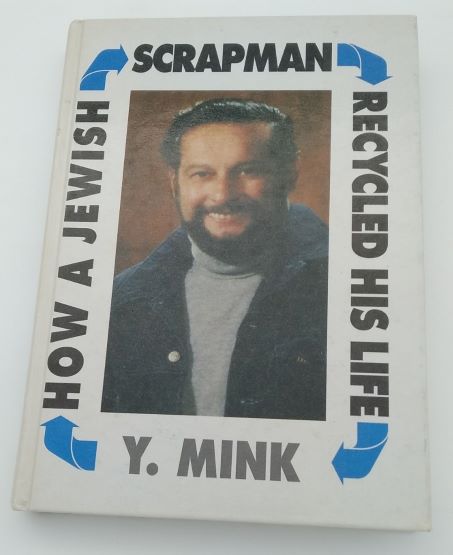 HOW A JEWISH
SCRAPMAN
RECYCLED HIS LIFE
Y. MINK